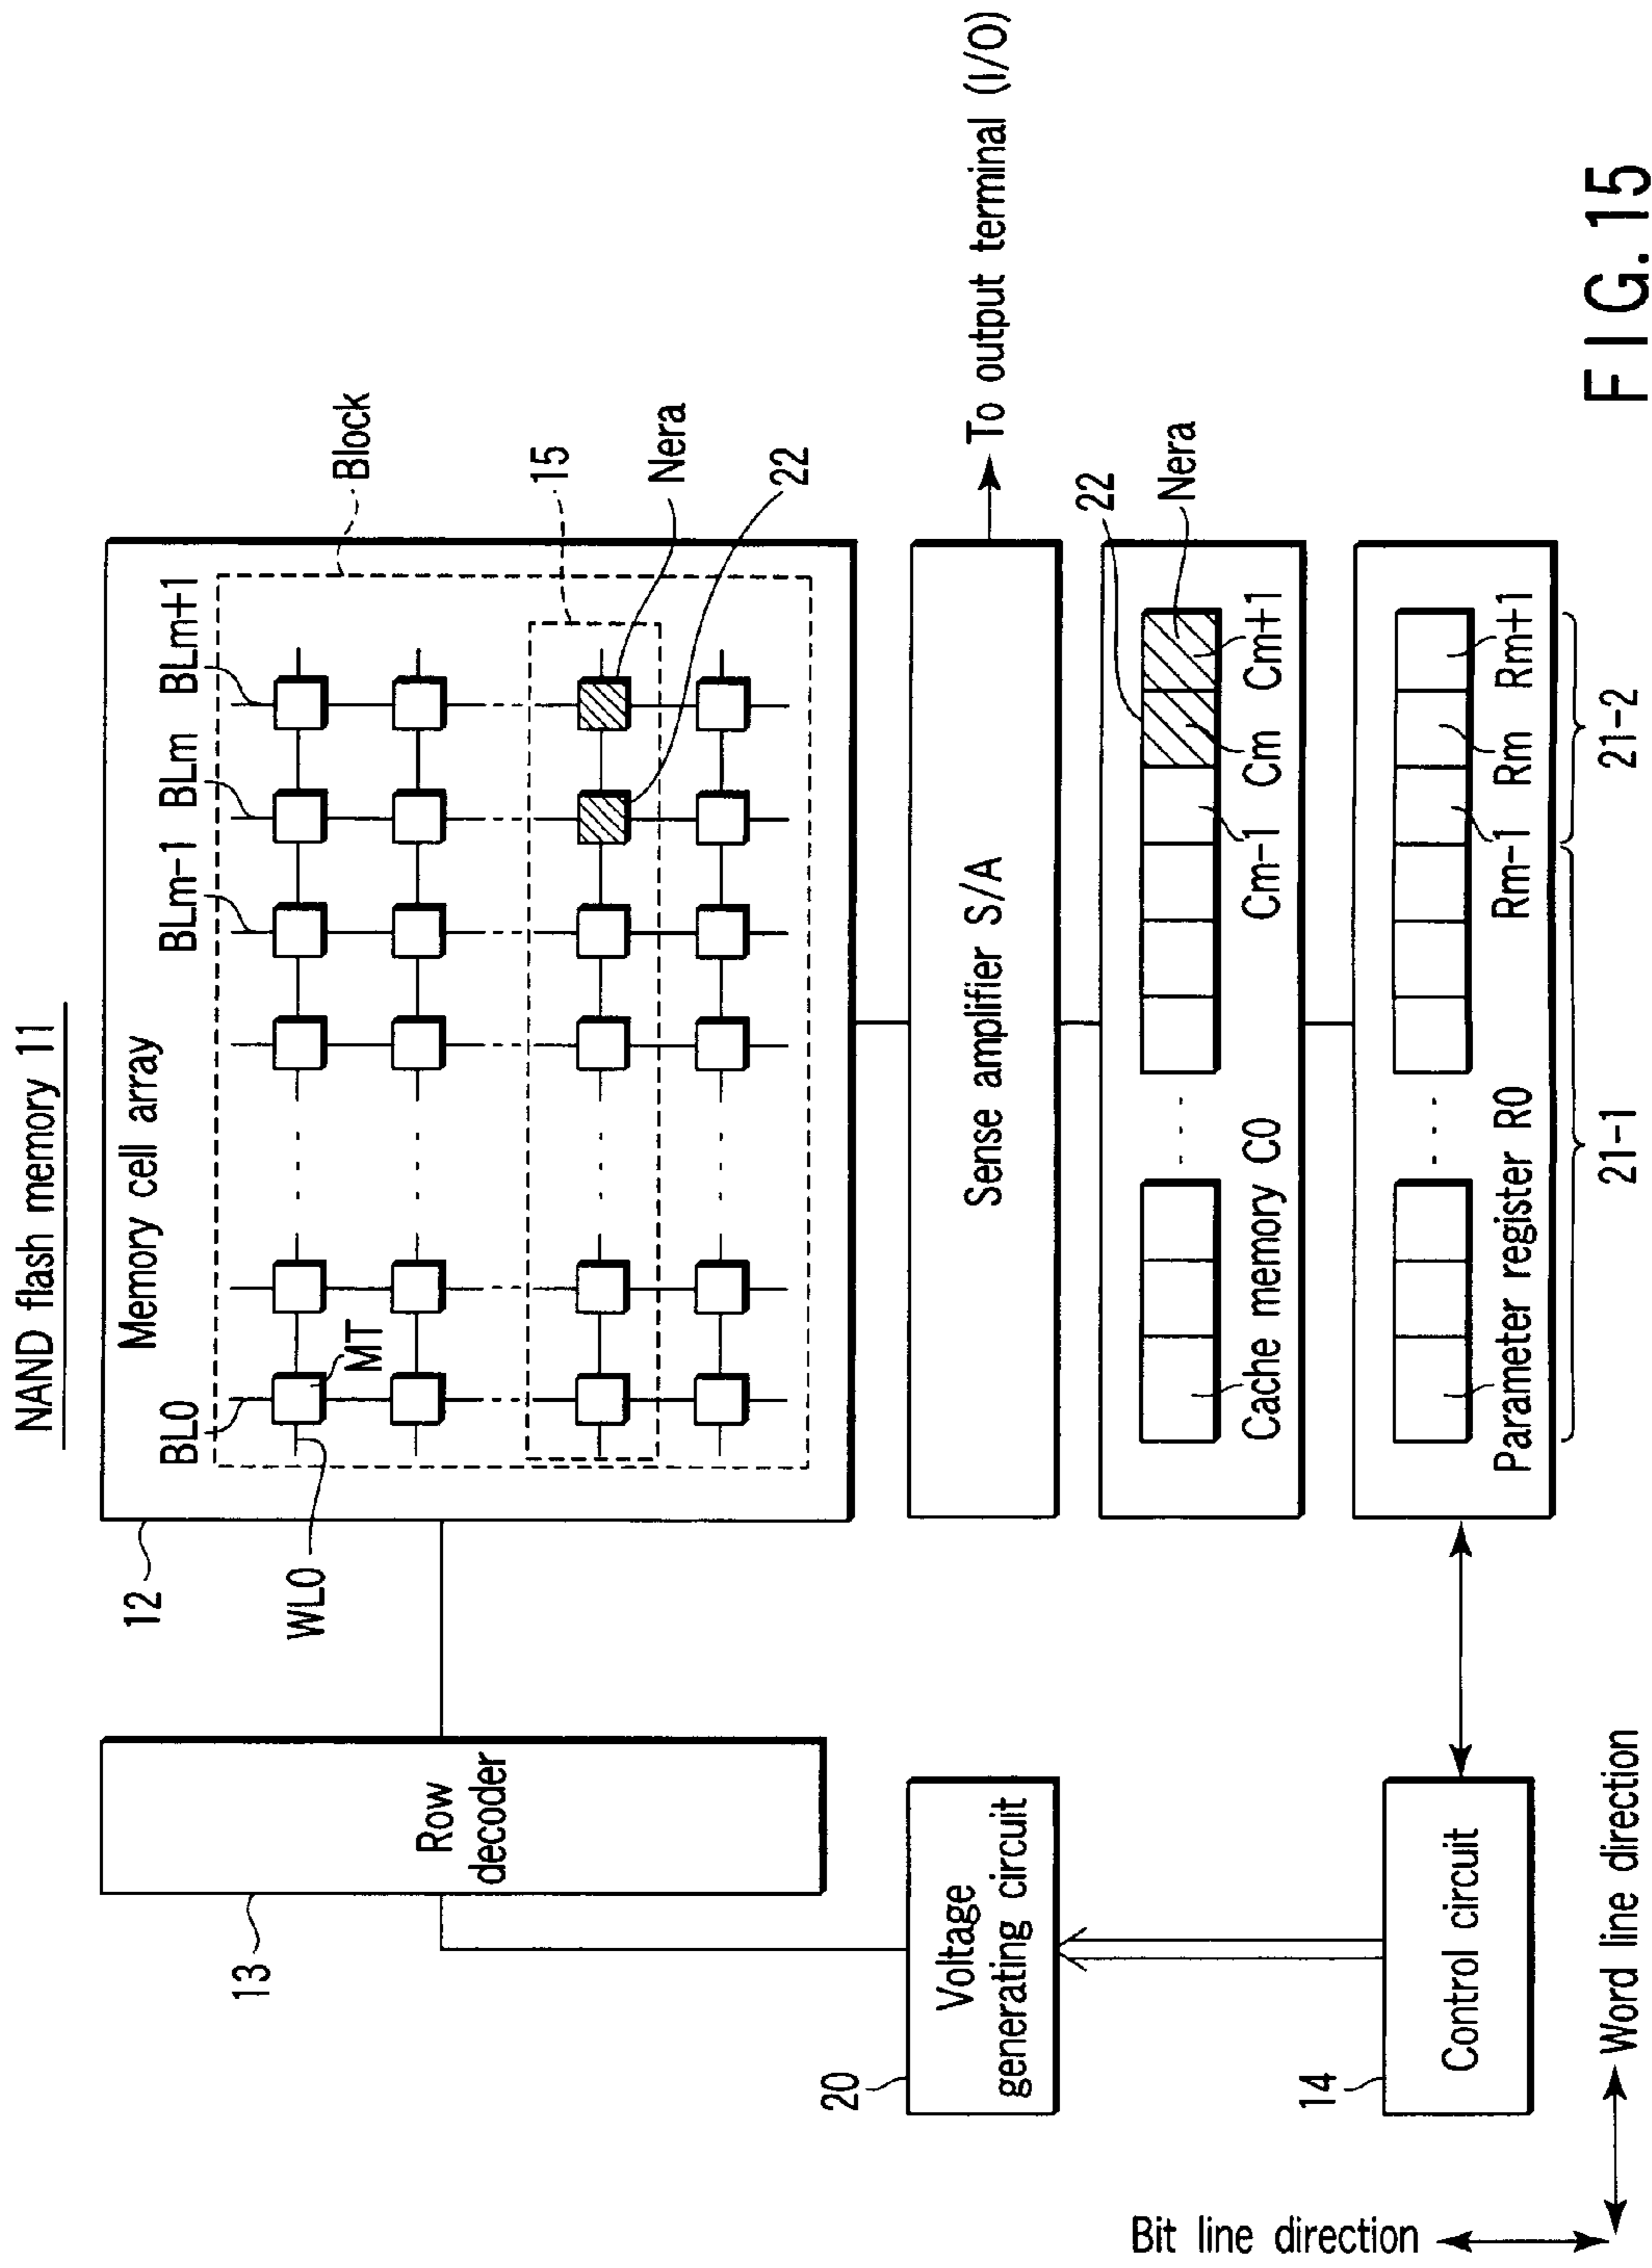 NAND flash memory 11
12
Memory cell array
BL0
BLm-1
BLm
BLm+1
Block
WL0
MT
15
Nera
22
13
Row
decoder
Sense amplifier S/A
To output terminal (I/O)
20
Voltage
generating circuit
22
Nera
Cache memory C0
Cm-1
Cm
Cm+1
14
Control circuit
Parameter register R0
Rm-1
Rm
Rm+1
21-1
21-2
Bit line direction
Word line direction
FIG. 15